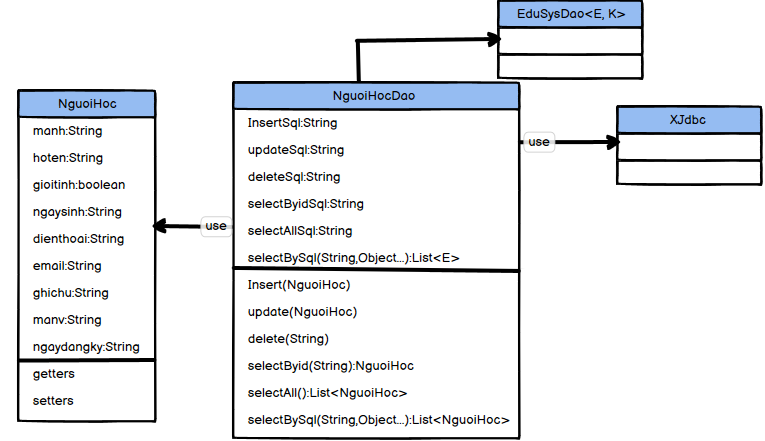 EduSysDao<E, K>
NguoiHoc
manh:String
hoten:String
gioitinh:boolean
ngaysinh:String
dienthoai:String
email:String
ghichu:String
manv:String
ngaydangky:String
getters
setters
use
NguoiHocDao
InsertSql:String
updateSql:String
deleteSql:String
selectByidSql:String
selectAllSql:String
selectBySql(String,Object...):List<E>
Insert(NguoiHoc)
update(NguoiHoc)
delete(String)
selectByid(String):NguoiHoc
selectAll():List<NguoiHoc>
selectBySql(String,Object...):List<NguoiHoc>
use
XJdbc